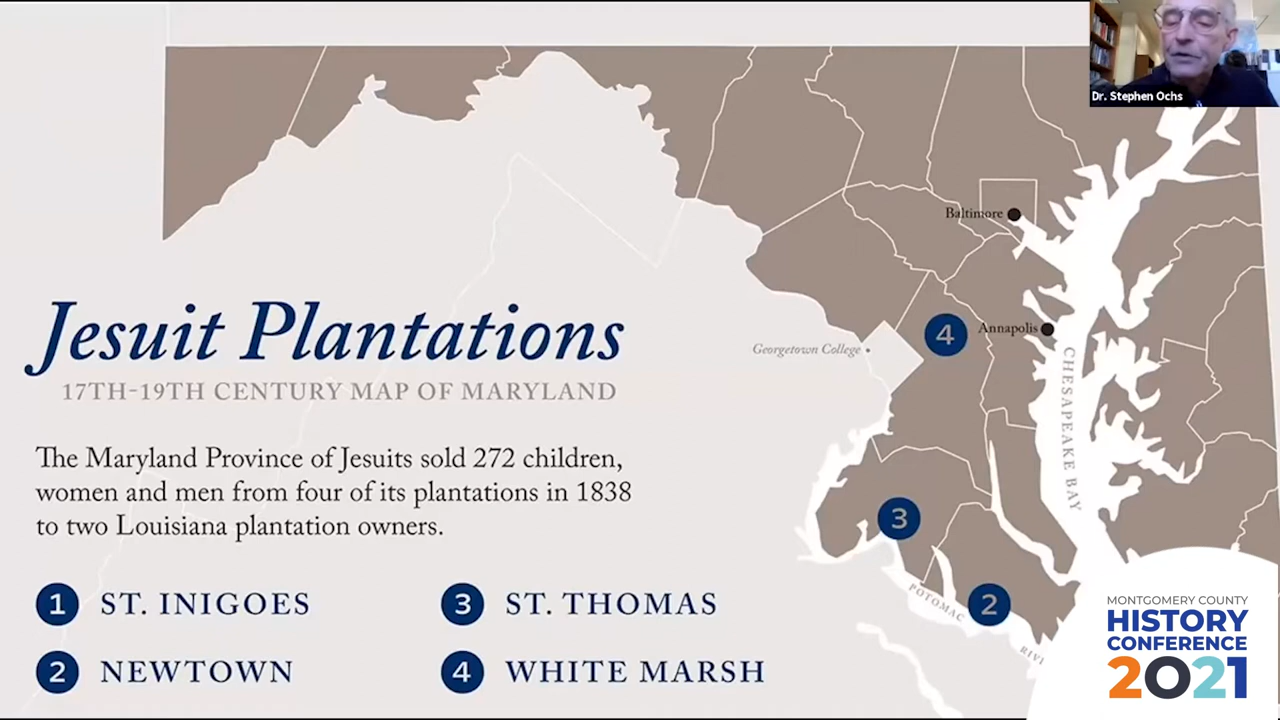 Dr. Stephen Ochs
Baltimore
Annapolis
4
Georgetown College
CHESAPEAKE BAY
Jesuit Plantations
17TH-19TH CENTURY MAP OF MARYLAND
The Maryland Province of Jesuits sold 272 children,
women and men from four of its plantations in 1838
to two Louisiana plantation owners.
3
2
POTOMAC
1 ST. INIGOES
2 NEWTOWN
3 ST. THOMAS
4 WHITE MARSH
MONTGOMERY COUNTY
HISTORY
CONFERENCE
2021